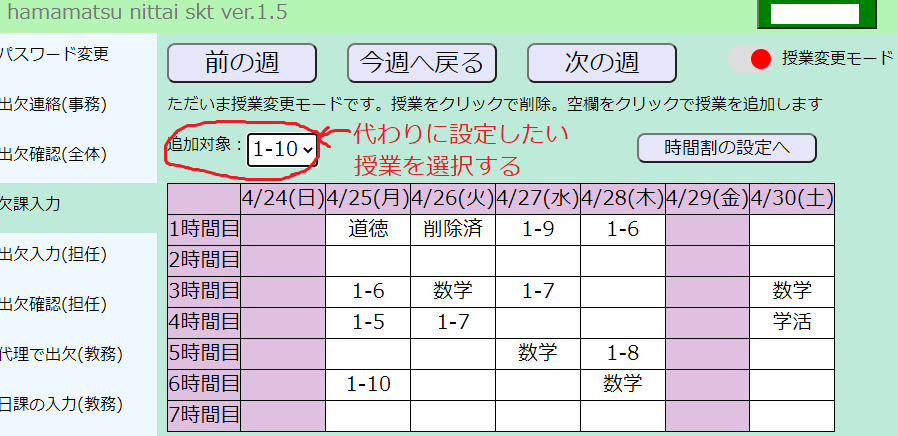 hamamatsu nittai skt ver.1.5
パスワード変更
出欠連絡(事務)
出欠確認(全体)
欠課入力
出欠入力(担任)
出欠確認(担任)
代理で出欠(教務)
日課の入力(教務)
前の週 今週へ戻る 次の週 授業変更モード
ただいま授業変更モードです。授業をクリックで削除。空欄をクリックで授業を追加します
追加対象： 1-10
代わりに設定したい
授業を選択する
時間割の設定へ
4/24(日) 4/25(月) 4/26(火) 4/27(水) 4/28(木) 4/29(金) 4/30(土)
1時間目 道徳 削除済 1-9 1-6
2時間目
3時間目 1-6 数学 1-7 数学
4時間目 1-5 1-7 学活
5時間目 数学 1-8
6時間目 1-10 数学
7時間目